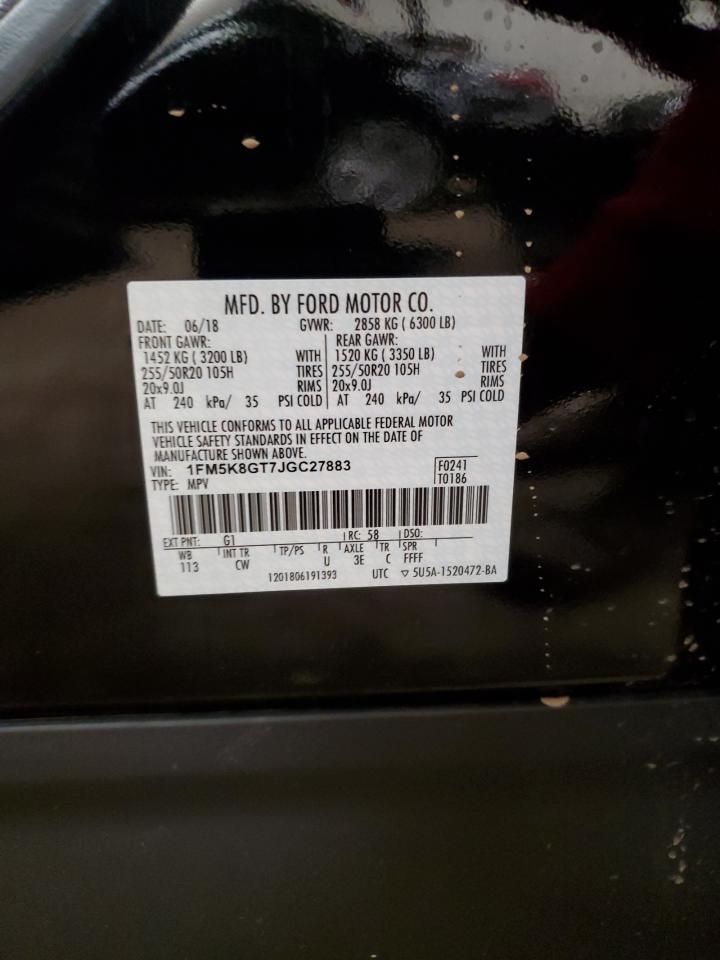 MFD. BY FORD MOTOR CO.
DATE: 06/18 GVWR: 2858 KG ( 6300 LB)
FRONT GAWR: REAR GAWR:
1452 KG ( 3200 LB) WITH 1520 KG ( 3350 LB) WITH
255/50R20 105H TIRES 255/50R20 105H TIRES
20x9.0J RIMS 20x9.0J RIMS
AT 240 kPa/ 35 PSI COLD AT 240 kPa/ 35 PSI COLD
THIS VEHICLE CONFORMS TO ALL APPLICABLE FEDERAL MOTOR
VEHICLE SAFETY STANDARDS IN EFFECT ON THE DATE OF
MANUFACTURE SHOWN ABOVE.
VIN: 1FM5K8GT7JGC27883 F0241
TYPE: MPV T0186
EXT PNT: G1 RC: 58 DSO:
WB INT TR TP/PS R AXLE TR SPR
113 CW U 3E C FFFF
1201806191393 UTC ▽ 5U5A-1520472-BA